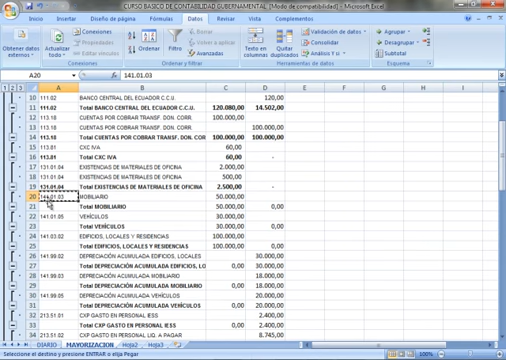 CURSO BASICO DE CONTABILIDAD GUBERNAMENTAL [Modo de compatibilidad] - Microsoft Excel
Inicio Insertar Diseño de página Fórmulas Datos Revisar Vista Complementos
Obtener datos externos
Actualizar todo
Conexiones
Propiedades
Editar vínculos
Conexiones
Ordenar
Filtro
Borrar
Volver a aplicar
Avanzadas
Ordenar y filtrar
Texto en columnas
Quitar duplicados
Validación de datos
Consolidar
Análisis Y si
Herramientas de datos
Agrupar
Desagrupar
Subtotal
Esquema
A20 141.01.03
1 2 3 A B C D E F G H I
10 111.02 BANCO CENTRAL DEL ECUADOR C.C.U. 120,00
11 111.02 Total BANCO CENTRAL DEL ECUADOR C.C.U. 120.080,00 14.502,00
12 113.18 CUENTAS POR COBRAR TRANSF. DON. CORR. 100.000,00
13 113.18 CUENTAS POR COBRAR TRANSF. DON. CORR. 100.000,00
14 113.18 Total CUENTAS POR COBRAR TRANSF. DON. COR 100.000,00 100.000,00
15 113.81 CXC IVA 60,00
16 113.81 Total CXC IVA 60,00 -
17 131.01.04 EXISTENCIAS DE MATERIALES DE OFICINA 2.000,00
18 131.01.04 EXISTENCIAS DE MATERIALES DE OFICINA 500,00
19 131.01.04 Total EXISTENCIAS DE MATERIALES DE OFICINA 2.500,00 -
20 141.01.03 MOBILIARIO 50.000,00
21 Total MOBILIARIO 50.000,00 0,00
22 141.01.05 VEHÍCULOS 30.000,00
23 Total VEHÍCULOS 30.000,00 0,00
24 141.03.02 EDIFICIOS, LOCALES Y RESIDENCIAS 100.000,00
25 Total EDIFICIOS, LOCALES Y RESIDENCIAS 100.000,00 0,00
26 141.99.02 DEPRECIACIÓN ACUMULADA EDIFICIOS, LOCALES 30.000,00
27 Total DEPRECIACIÓN ACUMULADA EDIFICIOS, LO 0,00 30.000,00
28 141.99.03 DEPRECIACIÓN ACUMULADA MOBILIARIO 18.000,00
29 Total DEPRECIACIÓN ACUMULADA MOBILIARIO 0,00 18.000,00
30 141.99.05 DEPRECIACIÓN ACUMULADA VEHÍCULOS 20.000,00
31 Total DEPRECIACIÓN ACUMULADA VEHÍCULOS 0,00 20.000,00
32 213.51.01 CXP GASTO EN PERSONAL IESS 2.400,00
33 Total CXP GASTO EN PERSONAL IESS 0,00 2.400,00
34 213.51.02 CXP GASTO EN PERSONAL LIQ. A PAGAR 8.745,00
DIARIO MAYORIZACION Hoja2 Hoja3
Seleccione el destino y presione ENTRAR o elija Pegar